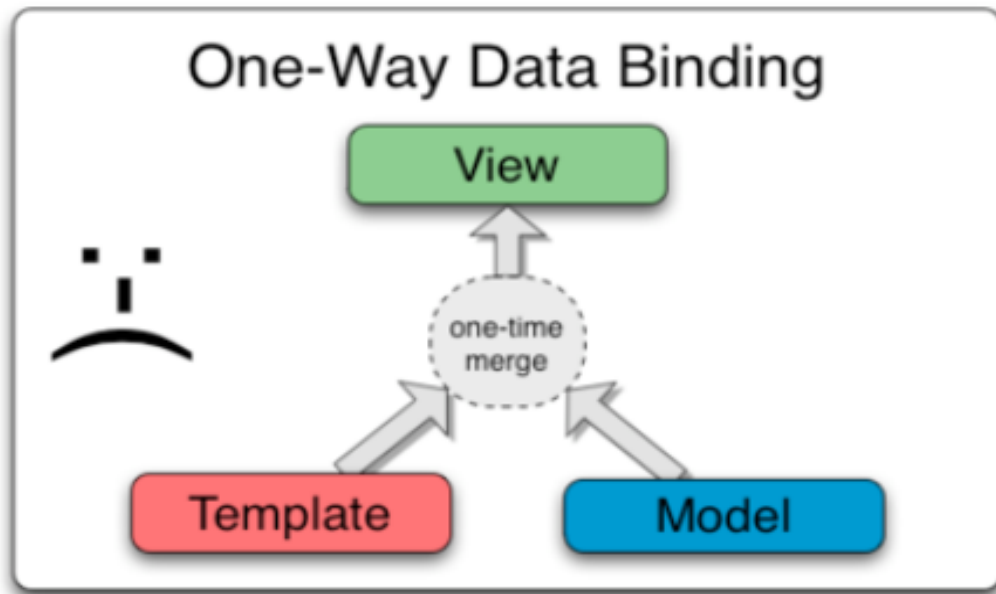 One-Way Data Binding
View
one-time
merge
Template
Model